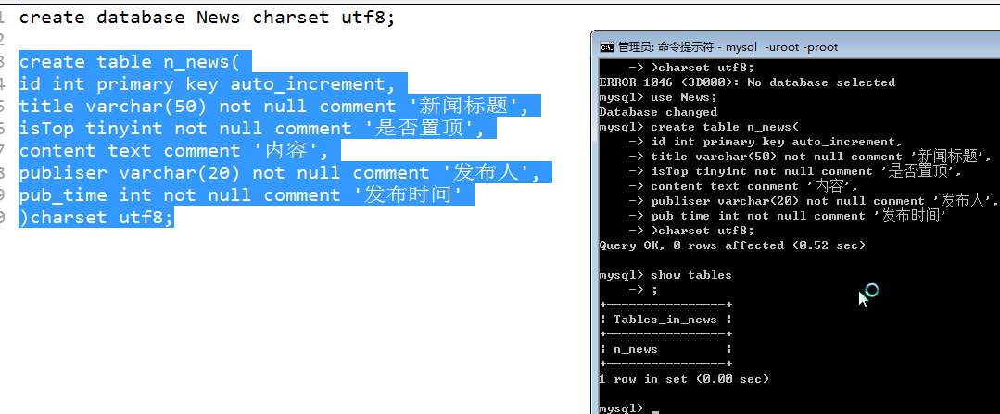 create database News charset utf8;
create table n_news(
id int primary key auto_increment,
title varchar(50) not null comment '新闻标题',
isTop tinyint not null comment '是否置顶',
content text comment '内容',
publiser varchar(20) not null comment '发布人',
pub_time int not null comment '发布时间'
)charset utf8;
管理员: 命令提示符 - mysql -uroot -proot
-> )charset utf8;
ERROR 1046 (3D000): No database selected
mysql> use News;
Database changed
mysql> create table n_news(
-> id int primary key auto_increment,
-> title varchar(50) not null comment '新闻标题',
-> isTop tinyint not null comment '是否置顶',
-> content text comment '内容',
-> publiser varchar(20) not null comment '发布人',
-> pub_time int not null comment '发布时间'
-> )charset utf8;
Query OK, 0 rows affected (0.52 sec)
mysql> show tables
-> ;
+----------------+
| Tables_in_news |
+----------------+
| n_news |
+----------------+
1 row in set (0.00 sec)
mysql> _